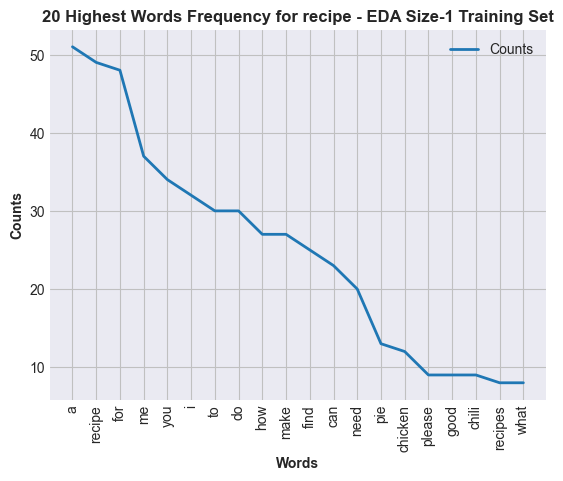 20 Highest Words Frequency for recipe - EDA Size-1 Training Set
Counts
50
40
30
20
10
Counts
a
recipe
for
me
you
i
to
do
how
make
find
can
need
pie
chicken
please
good
chili
recipes
what
Words